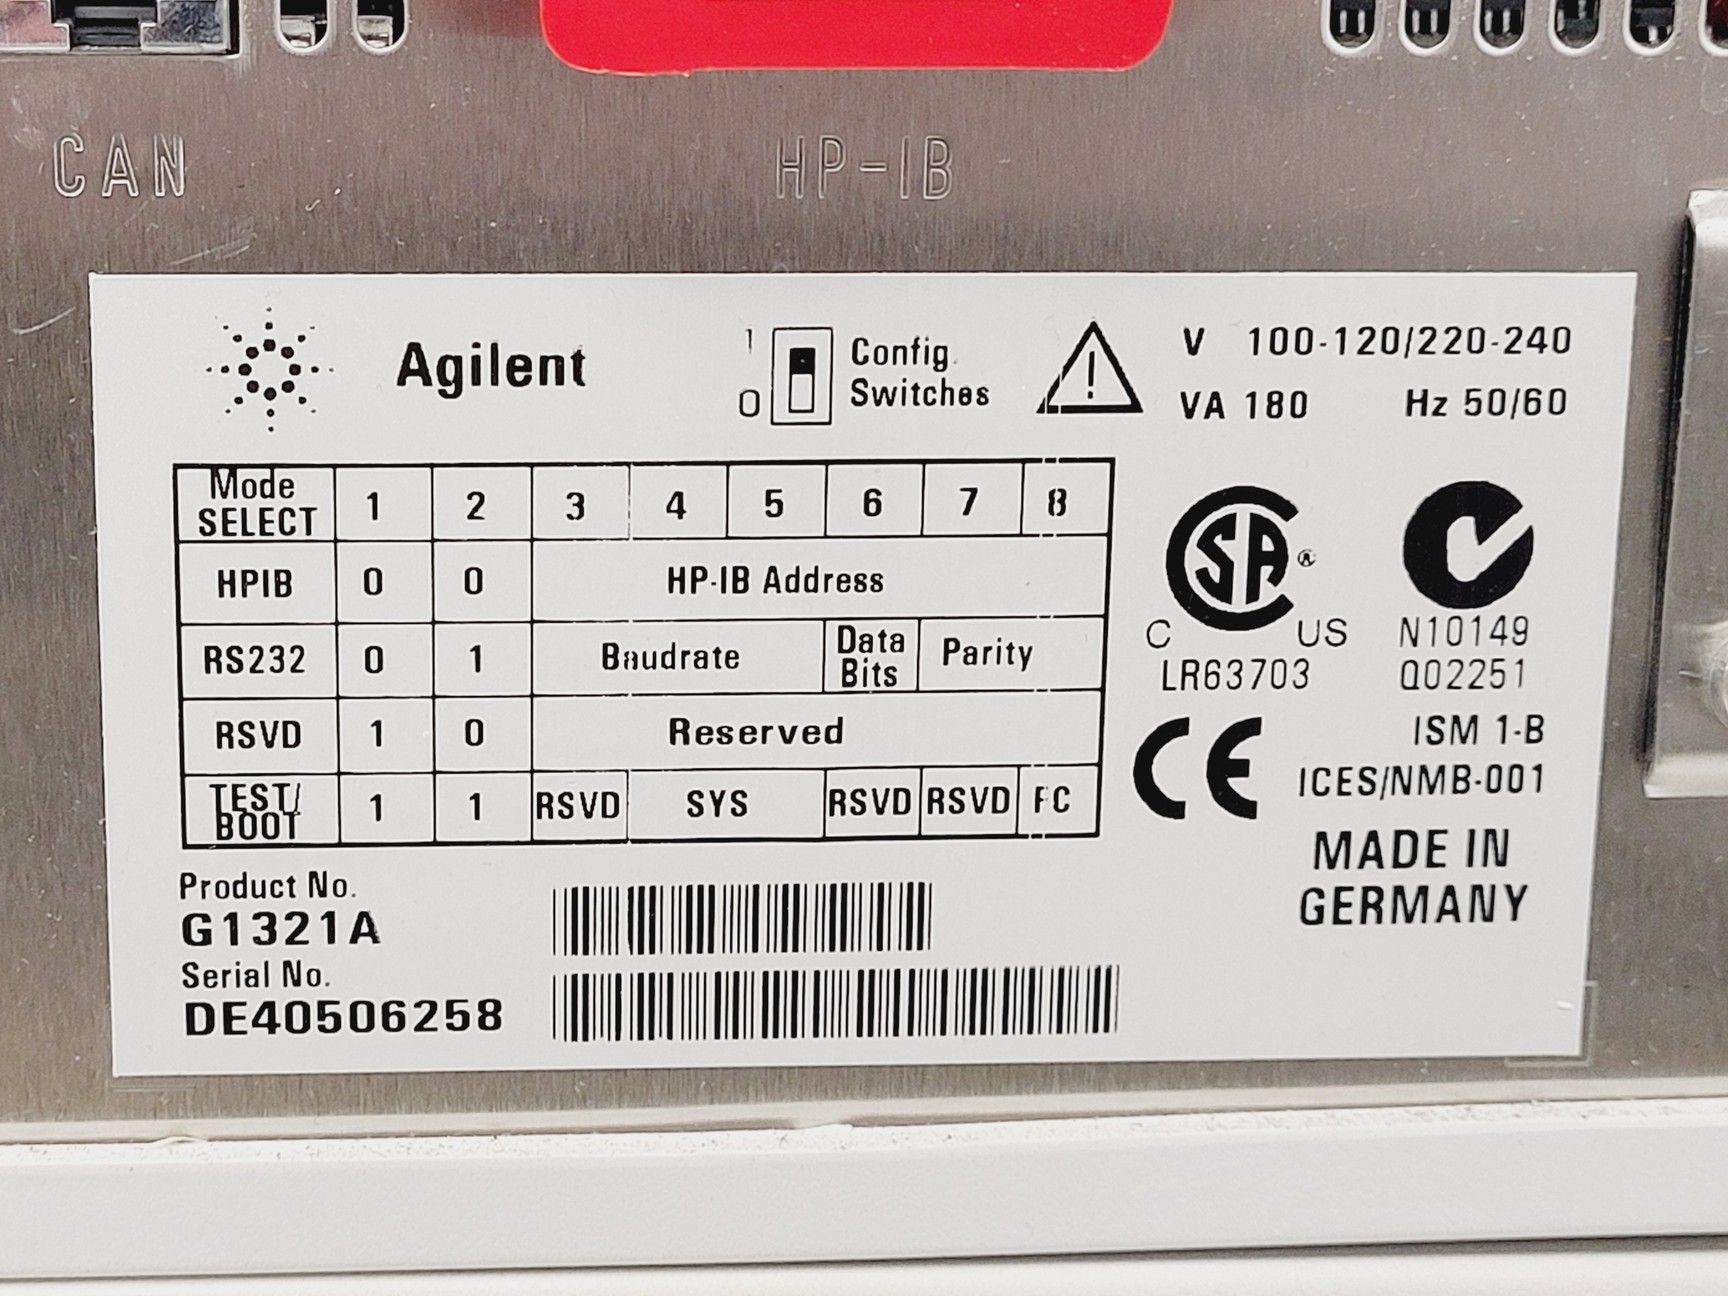 CAN HP-IB
Agilent
1
0
Config.
Switches
V 100-120/220-240
VA 180 Hz 50/60
Mode SELECT 1 2 3 4 5 6 7 8
HPIB 0 0 HP-IB Address
RS232 0 1 Baudrate Data Bits Parity
RSVD 1 0 Reserved
TEST/BOOT 1 1 RSVD SYS RSVD RSVD FC
SA ®
C US
LR63703
N10149
Q02251
CE
ISM 1-B
ICES/NMB-001
MADE IN
GERMANY
Product No.
G1321A
Serial No.
DE40506258